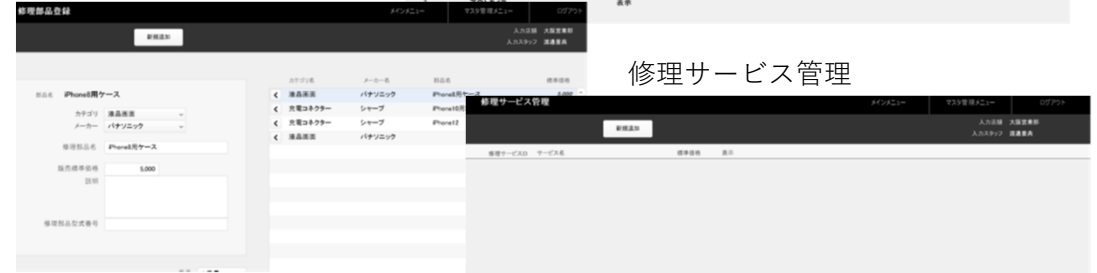 表示
修理部品登録
メインメニュー
マスタ管理メニュー
ログアウト
新規追加
入力店舗 大阪営業部
入力スタッフ 渡邊重典
部品名 iPhone8用ケース
カテゴリ 液晶画面
メーカー パナソニック
修理部品名 iPhone8用ケース
販売標準価格 5,000
説明
修理部品型式番号
カテゴリ名 メーカー名 部品名 標準価格
液晶画面 パナソニック iPhone8用ケース 5,000
充電コネクター シャープ
充電コネクター シャープ iPhone12
液晶画面 パナソニック
修理サービス管理
修理サービス管理
メインメニュー
マスタ管理メニュー
ログアウト
新規追加
入力店舗 大阪営業部
入力スタッフ 渡邊重典
修理サービスID サービス名 標準価格 表示